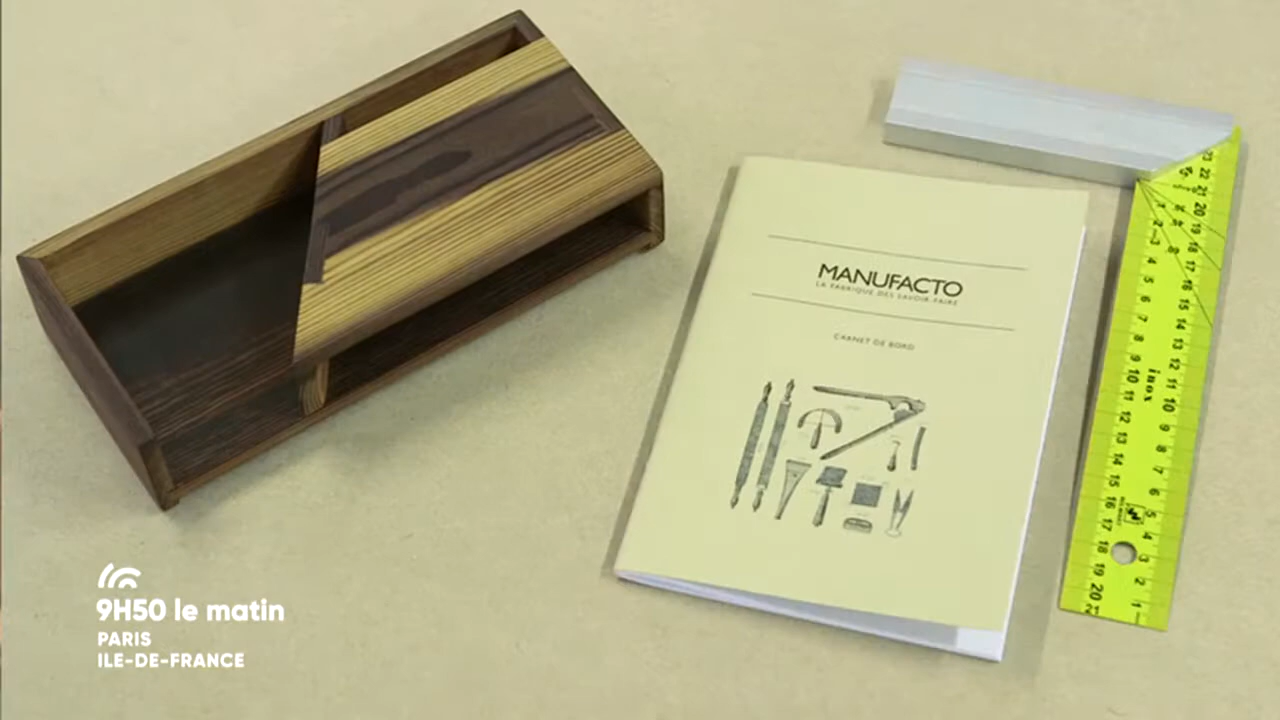 MANUFACTO
LA FABRIQUE DES SAVOIR-FAIRE
CARNET DE BORD
inox
9H50 le matin
PARIS
ILE-DE-FRANCE